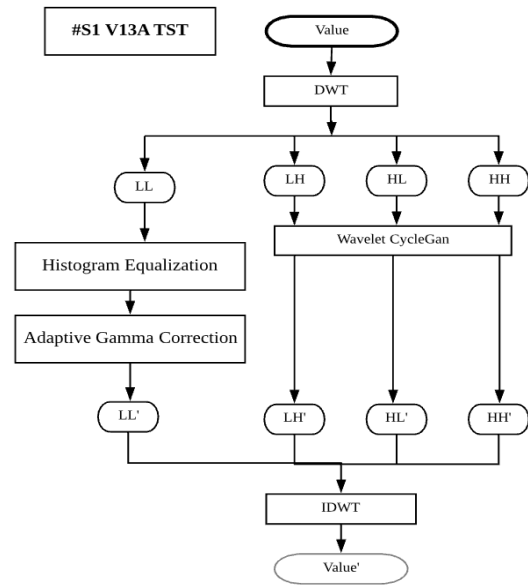 #S1 V13A TST
Value
DWT
LL
LH
HL
HH
Wavelet CycleGan
Histogram Equalization
Adaptive Gamma Correction
LL'
LH'
HL'
HH'
IDWT
Value'